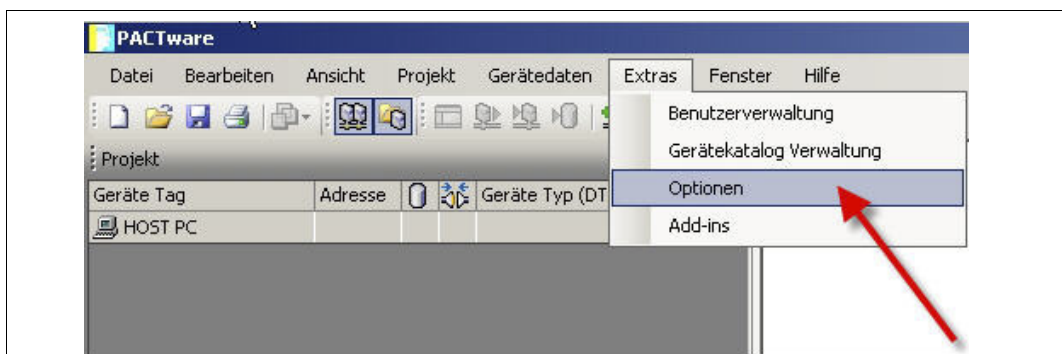 PACTware
Datei Bearbeiten Ansicht Projekt Gerätedaten Extras Fenster Hilfe
Benutzerverwaltung
Gerätekatalog Verwaltung
Optionen
Add-ins
Projekt
Geräte Tag Adresse Geräte Typ (DT
HOST PC